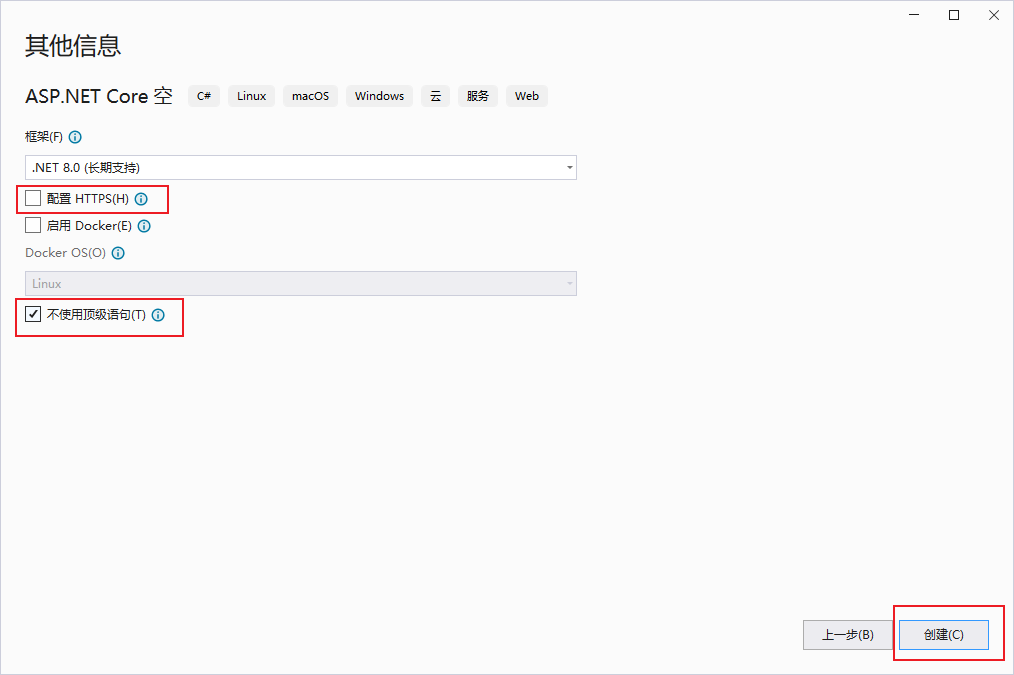 其他信息
ASP.NET Core 空 C# Linux macOS Windows 云 服务 Web
框架(F)
.NET 8.0 (长期支持)
配置 HTTPS(H)
启用 Docker(E)
Docker OS(O)
Linux
不使用顶级语句(T)
上一步(B) 创建(C)